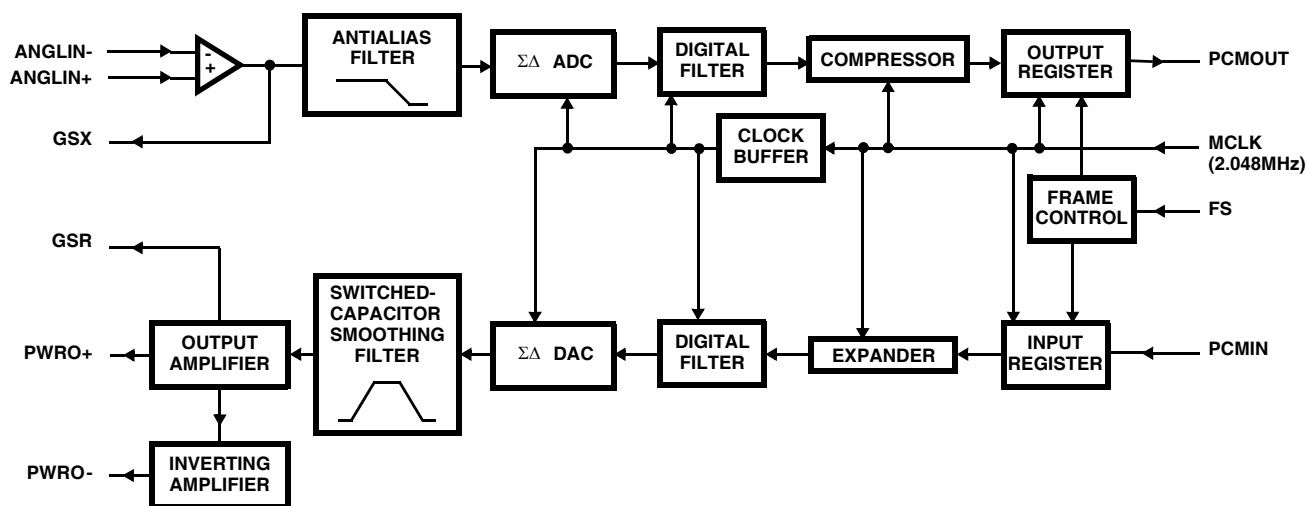 ANGLIN-
ANGLIN+
GSX
-
+
ANTIALIAS
FILTER
ΣΔ ADC
DIGITAL
FILTER
COMPRESSOR
OUTPUT
REGISTER
PCMOUT
CLOCK
BUFFER
MCLK
(2.048MHz)
FRAME
CONTROL
FS
GSR
PWRO+
PWRO-
OUTPUT
AMPLIFIER
INVERTING
AMPLIFIER
SWITCHED-
CAPACITOR
SMOOTHING
FILTER
ΣΔ DAC
DIGITAL
FILTER
EXPANDER
INPUT
REGISTER
PCMIN